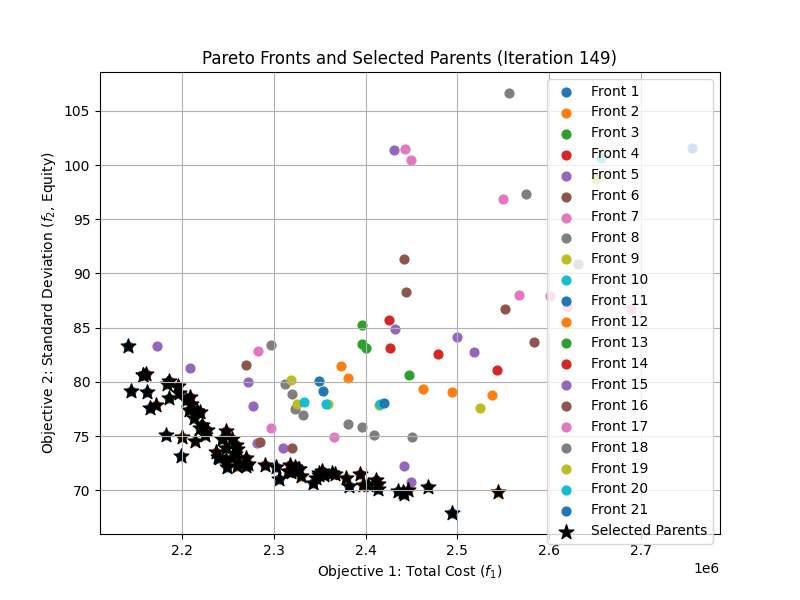 Pareto Fronts and Selected Parents (Iteration 149)
Objective 2: Standard Deviation (f₂, Equity)
105
100
95
90
85
80
75
70
2.2
2.3
2.4
2.5
2.6
2.7
1e6
Objective 1: Total Cost (f₁)
Front 1
Front 2
Front 3
Front 4
Front 5
Front 6
Front 7
Front 8
Front 9
Front 10
Front 11
Front 12
Front 13
Front 14
Front 15
Front 16
Front 17
Front 18
Front 19
Front 20
Front 21
Selected Parents